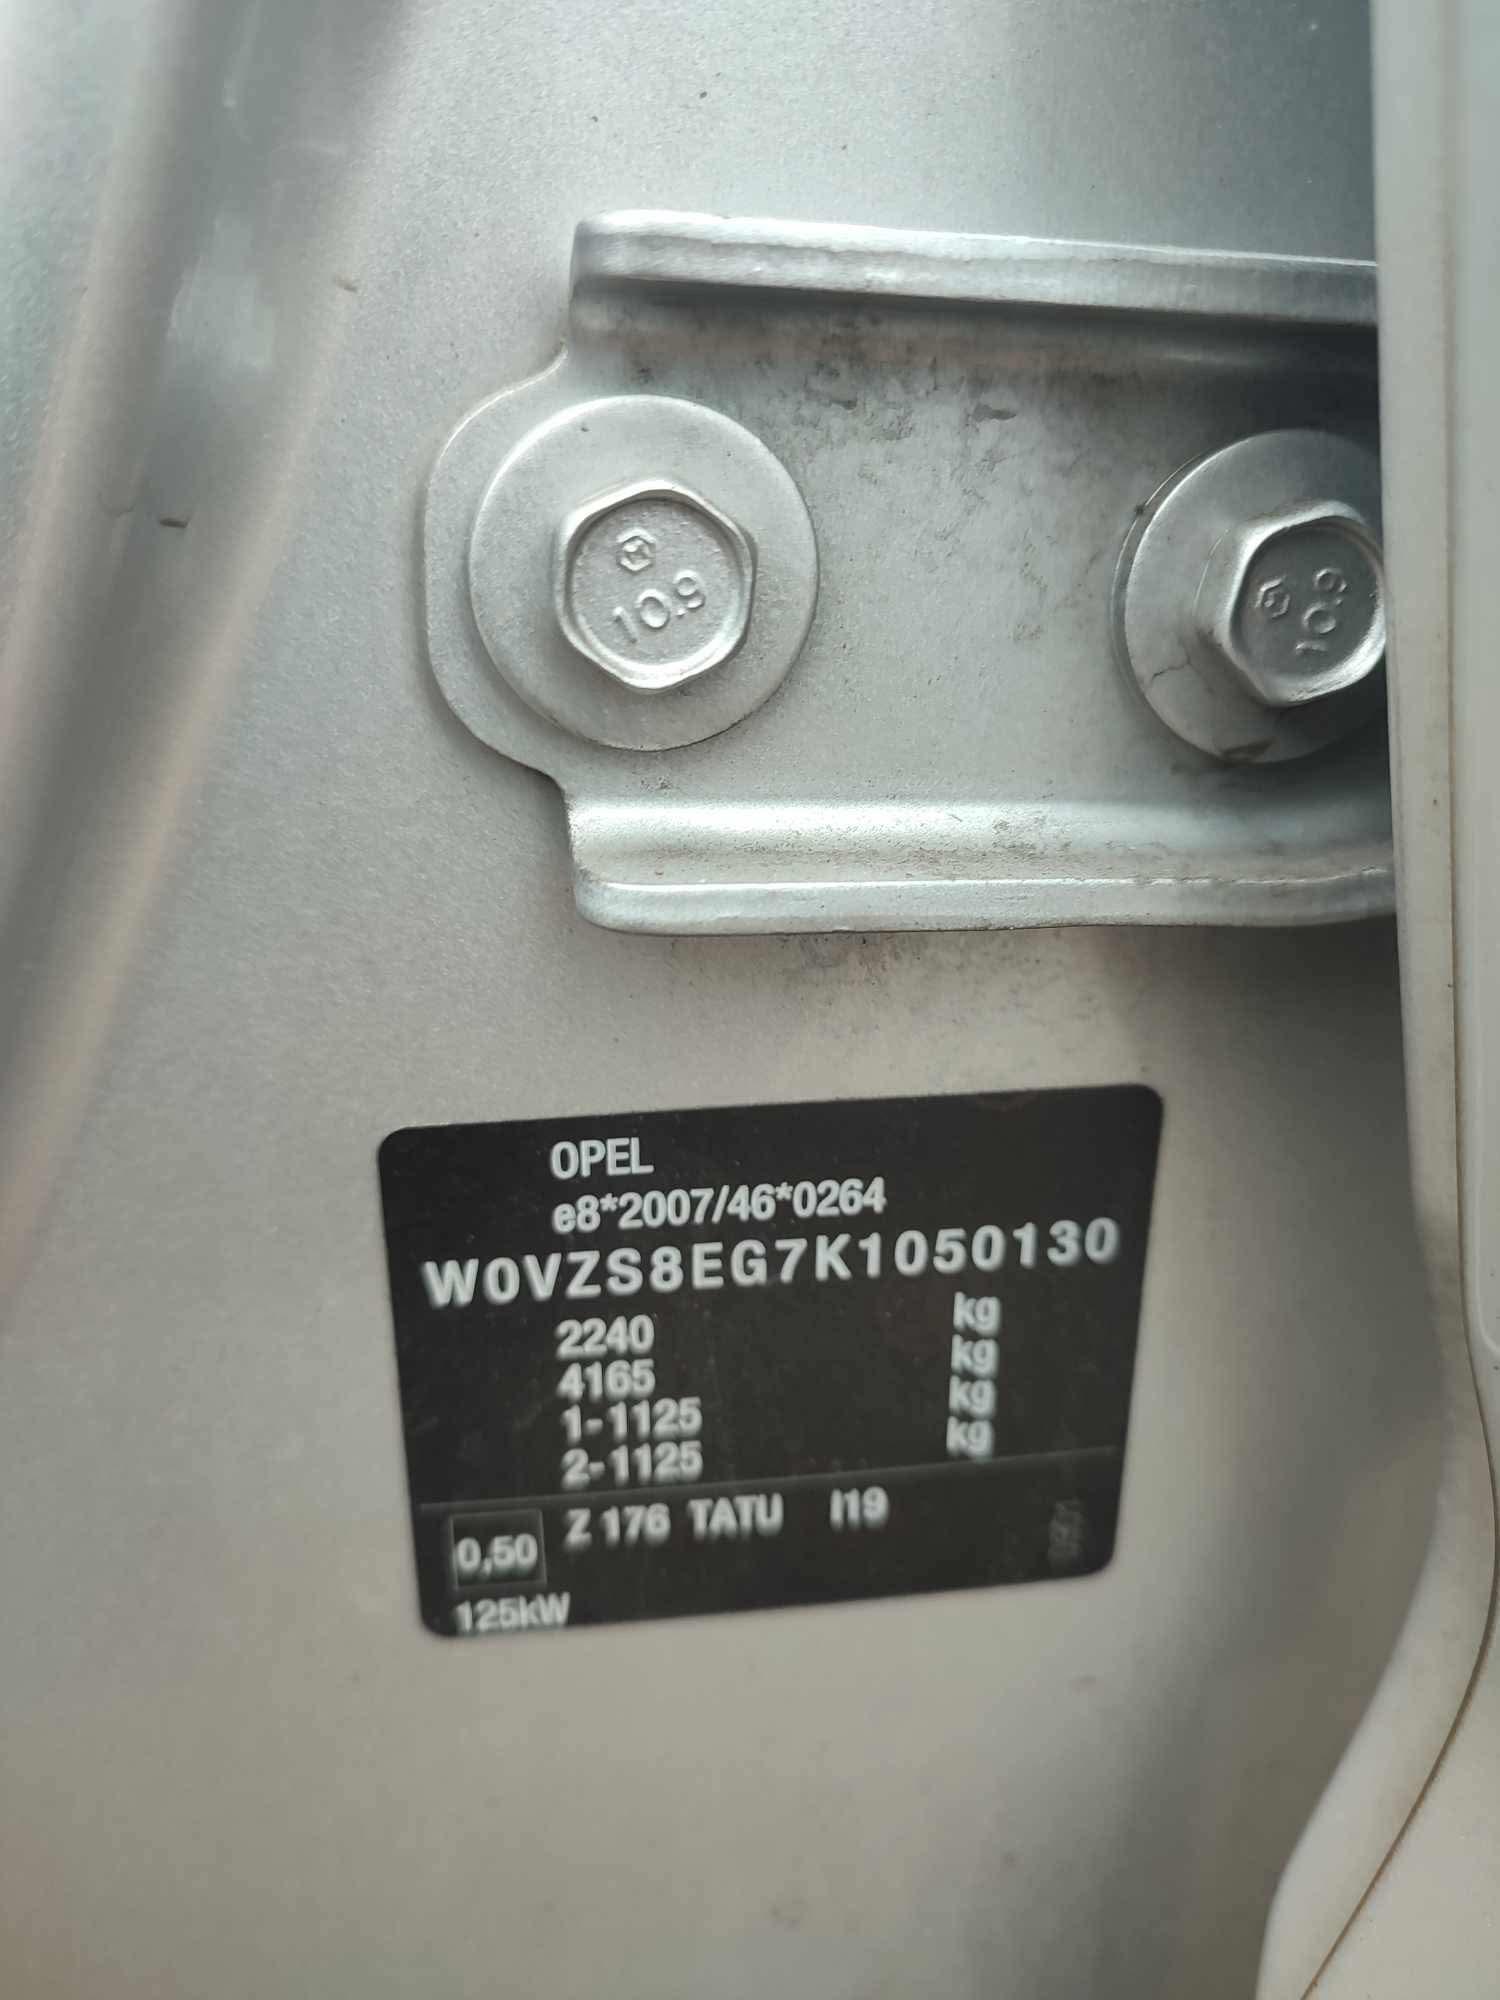 10.9
10.9
OPEL
e8*2007/46*0264
W0VZS8EG7K1050130
2240 kg
4165 kg
1-1125 kg
2-1125 kg
0,50 Z 176 TATU I19
125kW